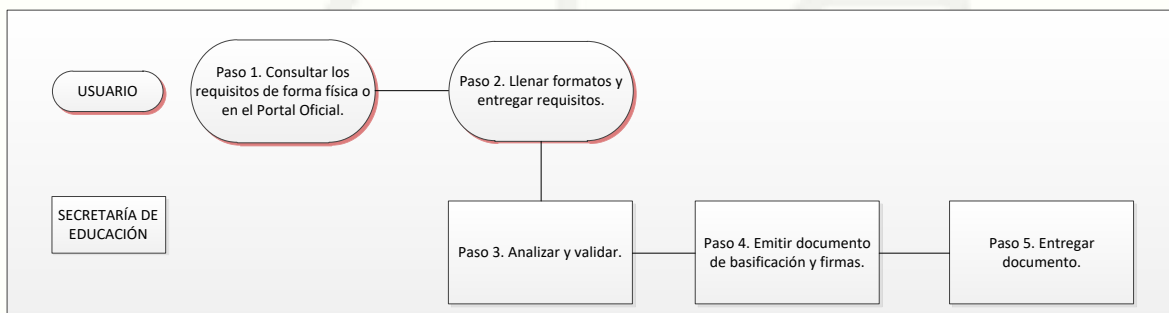 USUARIO
Paso 1. Consultar los
requisitos de forma física o
en el Portal Oficial.
Paso 2. Llenar formatos y
entregar requisitos.
SECRETARÍA DE
EDUCACIÓN
Paso 3. Analizar y validar.
Paso 4. Emitir documento
de basificación y firmas.
Paso 5. Entregar
documento.